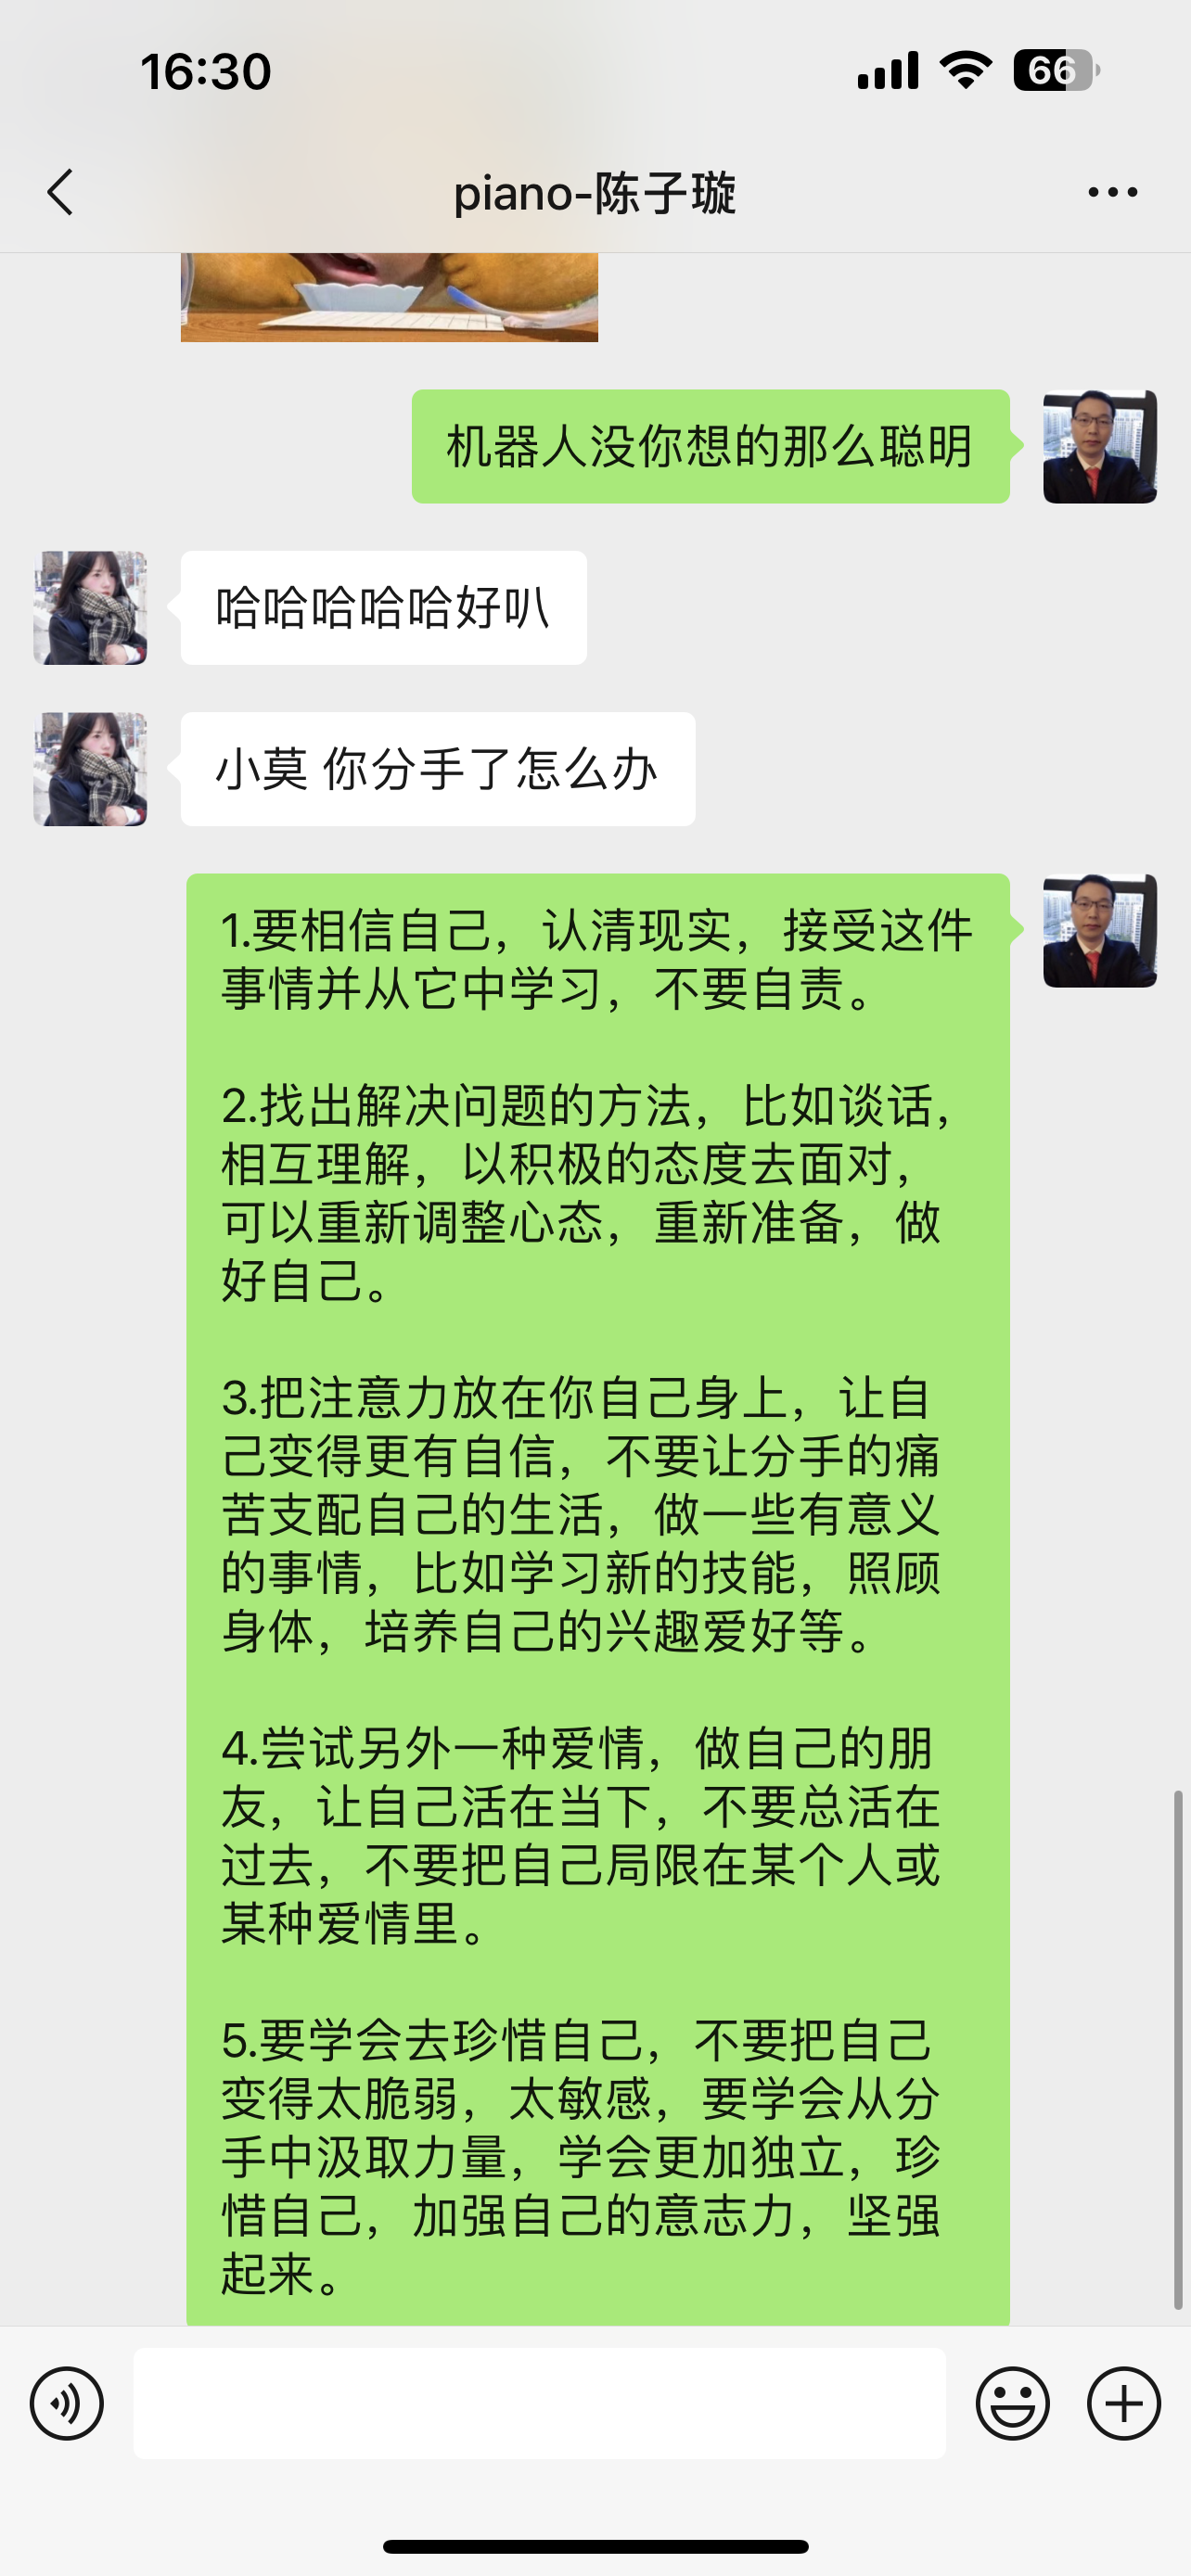 16:30
66
piano-陈子璇
机器人没你想的那么聪明
哈哈哈哈哈好叭
小莫 你分手了怎么办
1.要相信自己，认清现实，接受这件
事情并从它中学习，不要自责。
2.找出解决问题的方法，比如谈话，
相互理解，以积极的态度去面对，
可以重新调整心态，重新准备，做
好自己。
3.把注意力放在你自己身上，让自
己变得更有自信，不要让分手的痛
苦支配自己的生活，做一些有意义
的事情，比如学习新的技能，照顾
身体，培养自己的兴趣爱好等。
4.尝试另外一种爱情，做自己的朋
友，让自己活在当下，不要总活在
过去，不要把自己局限在某个人或
某种爱情里。
5.要学会去珍惜自己，不要把自己
变得太脆弱，太敏感，要学会从分
手中汲取力量，学会更加独立，珍
惜自己，加强自己的意志力，坚强
起来。